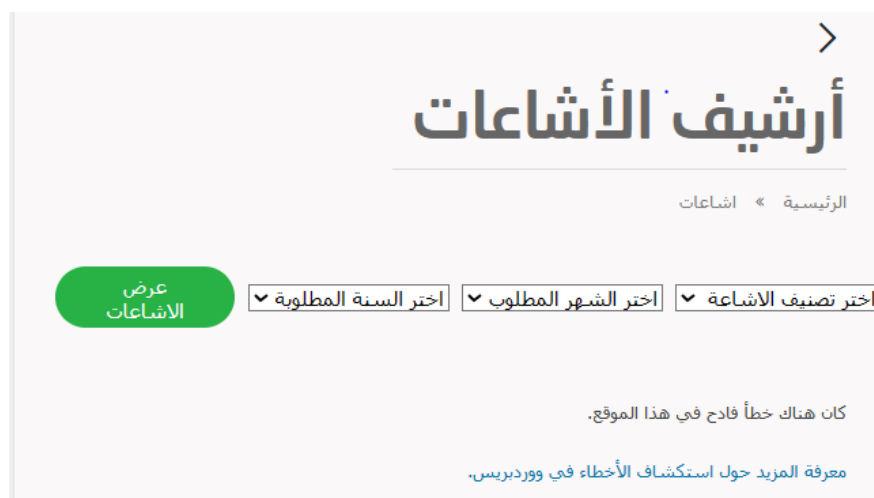 أرشيف الأشاعات
الرئيسية » اشاعات
اختر تصنيف الاشاعة اختر الشهر المطلوب اختر السنة المطلوبة
عرض
الاشاعات
كان هناك خطأ فادح في هذا الموقع.
معرفة المزيد حول استكشاف الأخطاء في ووردبريس.